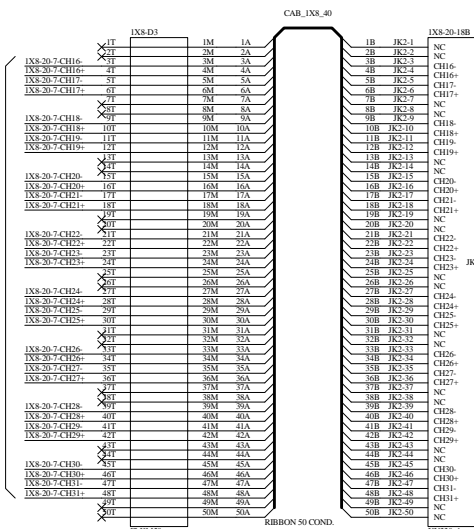 CAB_1X8_40
1X8-D3 1X8-20-18B
1T 1M 1A 1B JK2-1 NC
2T 2M 2A 2B JK2-2 NC
1X8-20-7-CH16- 3T 3M 3A 3B JK2-3 CH16-
1X8-20-7-CH16+ 4T 4M 4A 4B JK2-4 CH16+
1X8-20-7-CH17- 5T 5M 5A 5B JK2-5 CH17-
1X8-20-7-CH17+ 6T 6M 6A 6B JK2-6 CH17+
7T 7M 7A 7B JK2-7 NC
8T 8M 8A 8B JK2-8 NC
1X8-20-7-CH18- 9T 9M 9A 9B JK2-9 CH18-
1X8-20-7-CH18+ 10T 10M 10A 10B JK2-10 CH18+
1X8-20-7-CH19- 11T 11M 11A 11B JK2-11 CH19-
1X8-20-7-CH19+ 12T 12M 12A 12B JK2-12 CH19+
13T 13M 13A 13B JK2-13 NC
14T 14M 14A 14B JK2-14 NC
1X8-20-7-CH20- 15T 15M 15A 15B JK2-15 CH20-
1X8-20-7-CH20+ 16T 16M 16A 16B JK2-16 CH20+
1X8-20-7-CH21- 17T 17M 17A 17B JK2-17 CH21-
1X8-20-7-CH21+ 18T 18M 18A 18B JK2-18 CH21+
19T 19M 19A 19B JK2-19 NC
20T 20M 20A 20B JK2-20 NC
1X8-20-7-CH22- 21T 21M 21A 21B JK2-21 CH22-
1X8-20-7-CH22+ 22T 22M 22A 22B JK2-22 CH22+
1X8-20-7-CH23- 23T 23M 23A 23B JK2-23 CH23-
1X8-20-7-CH23+ 24T 24M 24A 24B JK2-24 CH23+ JK
25T 25M 25A 25B JK2-25 NC
26T 26M 26A 26B JK2-26 NC
1X8-20-7-CH24- 27T 27M 27A 27B JK2-27 CH24-
1X8-20-7-CH24+ 28T 28M 28A 28B JK2-28 CH24+
1X8-20-7-CH25- 29T 29M 29A 29B JK2-29 CH25-
1X8-20-7-CH25+ 30T 30M 30A 30B JK2-30 CH25+
31T 31M 31A 31B JK2-31 NC
32T 32M 32A 32B JK2-32 NC
1X8-20-7-CH26- 33T 33M 33A 33B JK2-33 CH26-
1X8-20-7-CH26+ 34T 34M 34A 34B JK2-34 CH26+
1X8-20-7-CH27- 35T 35M 35A 35B JK2-35 CH27-
1X8-20-7-CH27+ 36T 36M 36A 36B JK2-36 CH27+
37T 37M 37A 37B JK2-37 NC
38T 38M 38A 38B JK2-38 NC
1X8-20-7-CH28- 39T 39M 39A 39B JK2-39 CH28-
1X8-20-7-CH28+ 40T 40M 40A 40B JK2-40 CH28+
1X8-20-7-CH29- 41T 41M 41A 41B JK2-41 CH29-
1X8-20-7-CH29+ 42T 42M 42A 42B JK2-42 CH29+
43T 43M 43A 43B JK2-43 NC
44T 44M 44A 44B JK2-44 NC
1X8-20-7-CH30- 45T 45M 45A 45B JK2-45 CH30-
1X8-20-7-CH30+ 46T 46M 46A 46B JK2-46 CH30+
1X8-20-7-CH31- 47T 47M 47A 47B JK2-47 CH31-
1X8-20-7-CH31+ 48T 48M 48A 48B JK2-48 CH31+
49T 49M 49A 49B JK2-49 NC
50T 50M 50A 50B JK2-50 NC
RIBBON 50 COND.